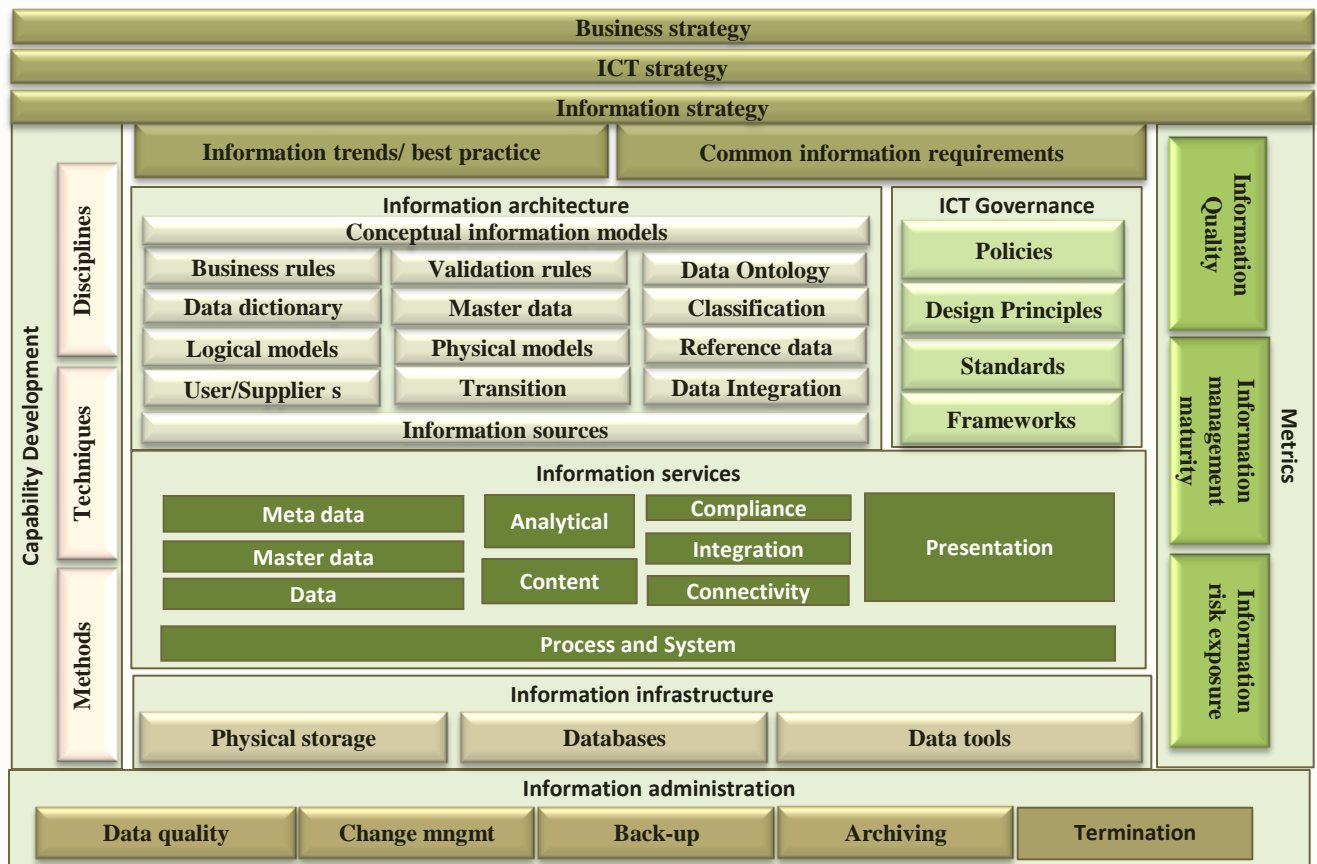 Business strategy
ICT strategy
Information strategy
Information trends/ best practice
Common information requirements
Capability Development
Disciplines
Techniques
Methods
Information architecture
Conceptual information models
Business rules
Validation rules
Data Ontology
Data dictionary
Master data
Classification
Logical models
Physical models
Reference data
User/Supplier s
Transition
Data Integration
Information sources
ICT Governance
Policies
Design Principles
Standards
Frameworks
Information services
Meta data
Master data
Data
Analytical
Content
Compliance
Integration
Connectivity
Presentation
Process and System
Information infrastructure
Physical storage
Databases
Data tools
Metrics
Information
Quality
Information
management
maturity
Information
risk exposure
Information administration
Data quality
Change mngmt
Back-up
Archiving
Termination